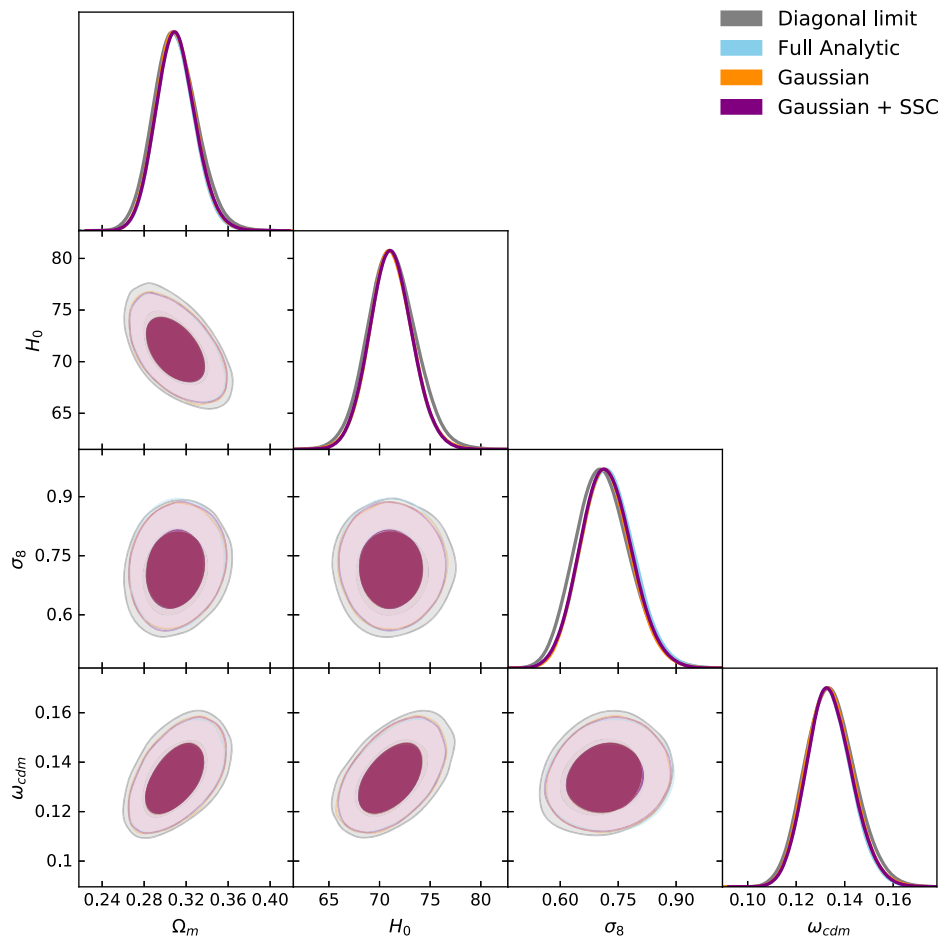 Diagonal limit
Full Analytic
Gaussian
Gaussian + SSC
80
75
70
65
H₀
0.9
0.75
0.6
σ₈
0.16
0.14
0.12
0.1
ω_cdm
0.24 0.28 0.32 0.36 0.40
65 70 75 80
0.60 0.75 0.90
0.10 0.12 0.14 0.16
Ωₘ
H₀
σ₈
ω_cdm